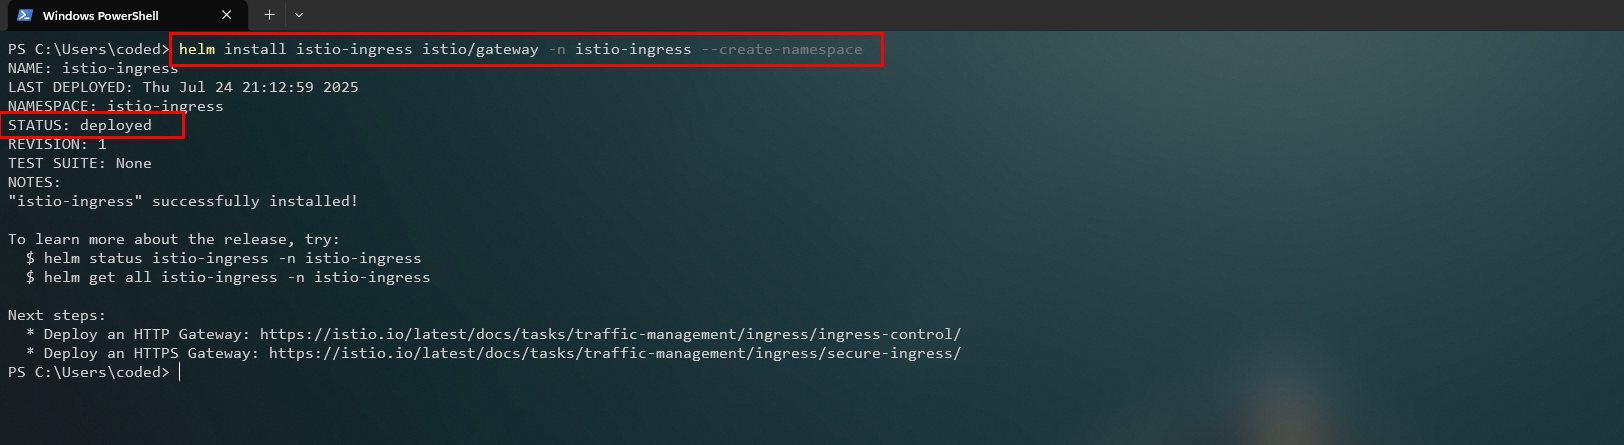 Windows PowerShell
PS C:\Users\coded> helm install istio-ingress istio/gateway -n istio-ingress --create-namespace
NAME: istio-ingress
LAST DEPLOYED: Thu Jul 24 21:12:59 2025
NAMESPACE: istio-ingress
STATUS: deployed
REVISION: 1
TEST SUITE: None
NOTES:
"istio-ingress" successfully installed!
To learn more about the release, try:
$ helm status istio-ingress -n istio-ingress
$ helm get all istio-ingress -n istio-ingress
Next steps:
* Deploy an HTTP Gateway: https://istio.io/latest/docs/tasks/traffic-management/ingress/ingress-control/
* Deploy an HTTPS Gateway: https://istio.io/latest/docs/tasks/traffic-management/ingress/secure-ingress/
PS C:\Users\coded>